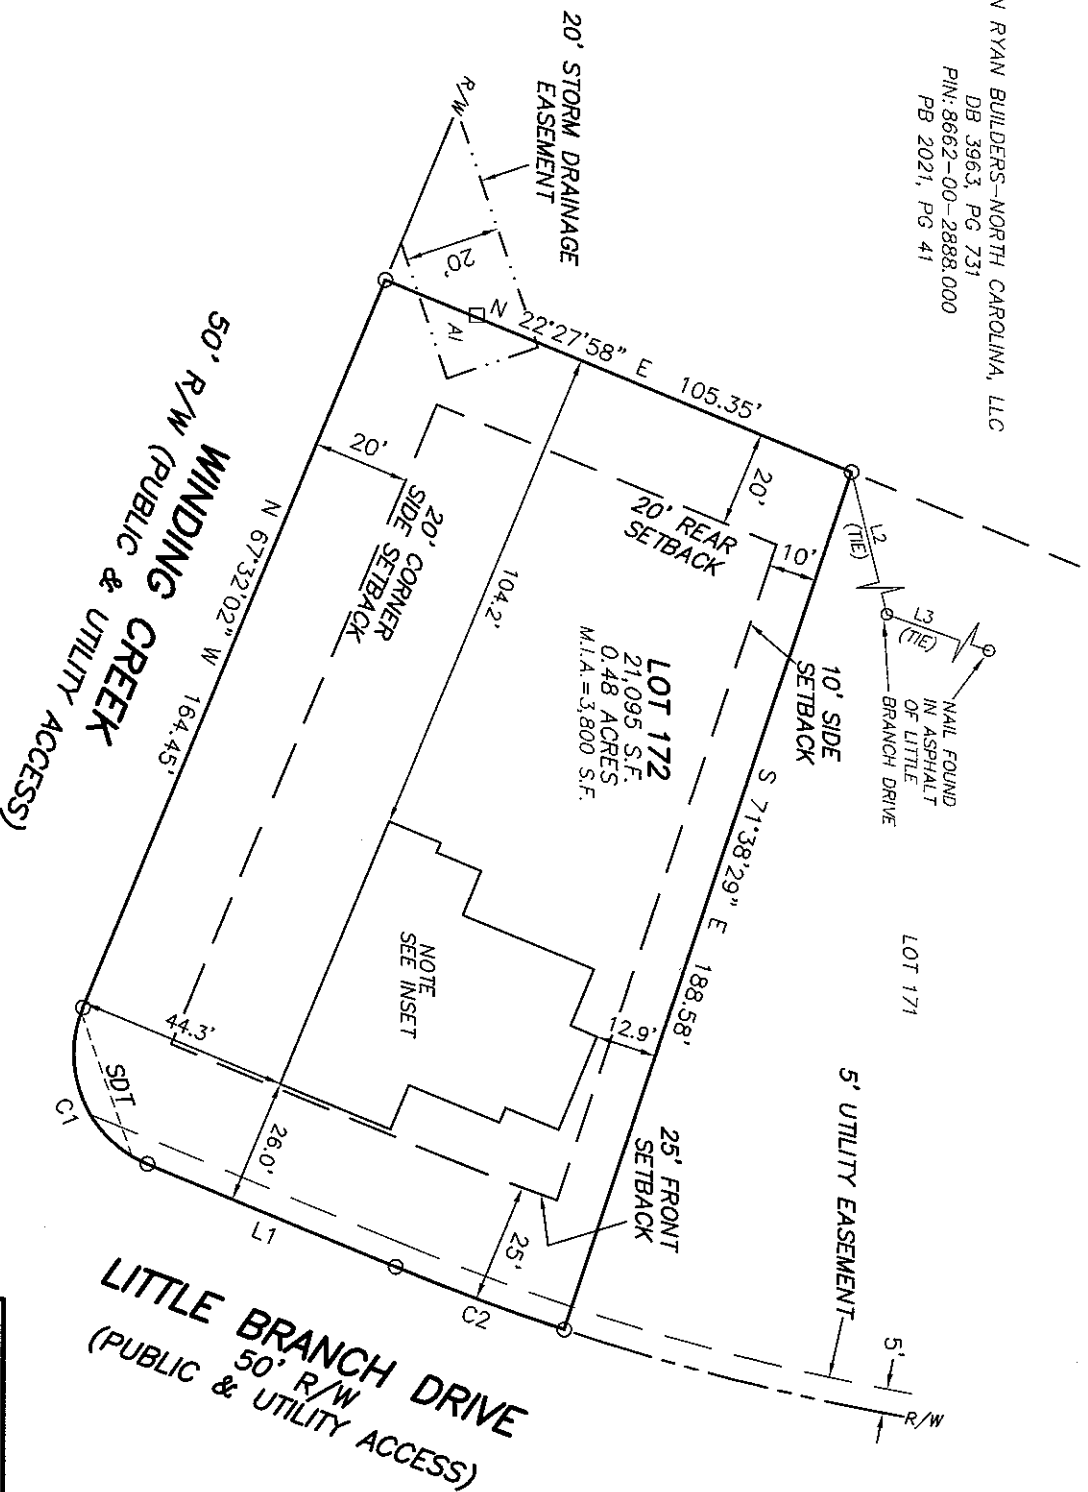 N RYAN BUILDERS-NORTH CAROLINA, LLC
DB 3963, PG 731
PIN: 8662-00-2888.000
PB 2021, PG 41
20' STORM DRAINAGE
EASEMENT
R/W
20'
AI
N 22°27'58" E 105.35'
L2
(TIE)
L3
(TIE)
NAIL FOUND
IN ASPHALT
OF LITTLE
BRANCH DRIVE
20'
20' REAR
SETBACK
10'
10' SIDE
SETBACK
20'
20' CORNER
SIDE SETBACK
104.2'
LOT 172
21,095 S.F.
0.48 ACRES
M.I.A.=3,800 S.F.
S 71°38'29" E 188.58'
LOT 171
N 67°32'02" W 164.45'
50' R/W (PUBLIC & UTILITY ACCESS)
WINDING CREEK
NOTE
SEE INSET
12.9'
44.3'
SDT
C1
26.0'
25' FRONT
SETBACK
25'
5' UTILITY EASEMENT
5'
R/W
L1
C2
LITTLE BRANCH DRIVE
50' R/W
(PUBLIC & UTILITY ACCESS)